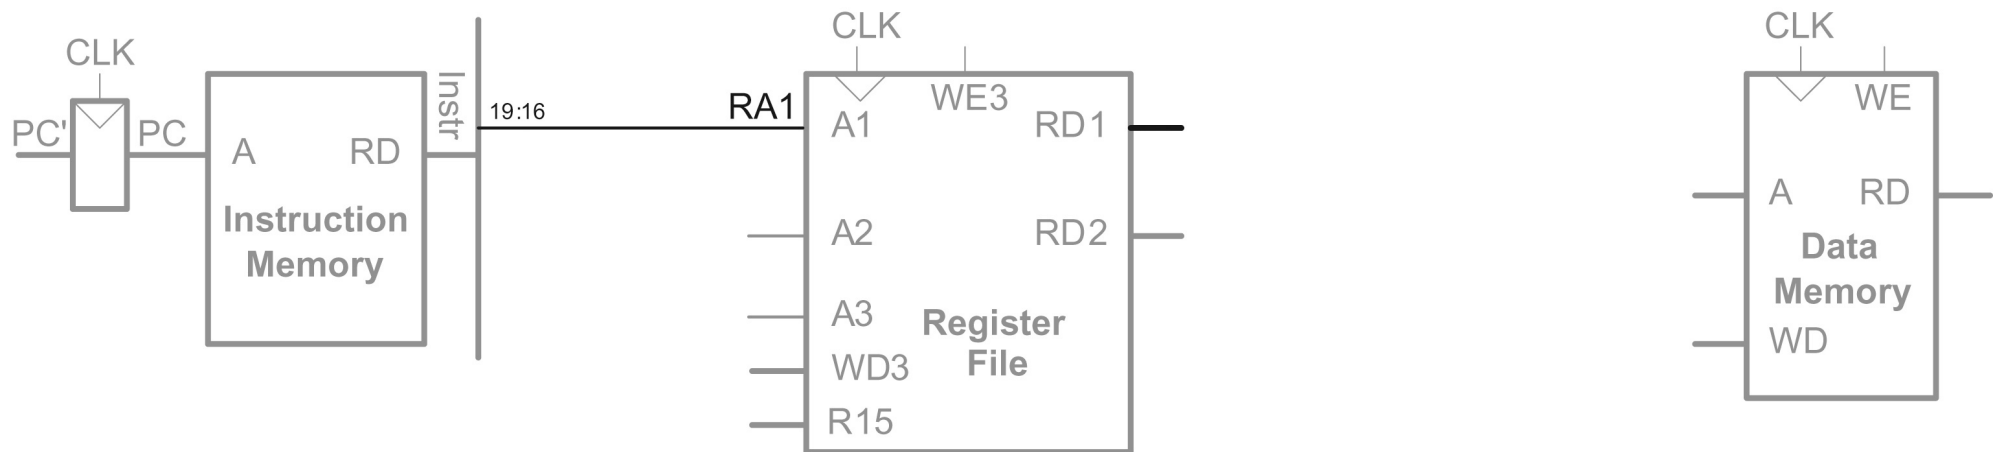 CLK
PC'
PC
A
RD
Instruction
Memory
Instr
19:16
RA1
CLK
WE3
A1
RD1
A2
RD2
A3
Register
File
WD3
R15
CLK
WE
A
RD
Data
Memory
WD